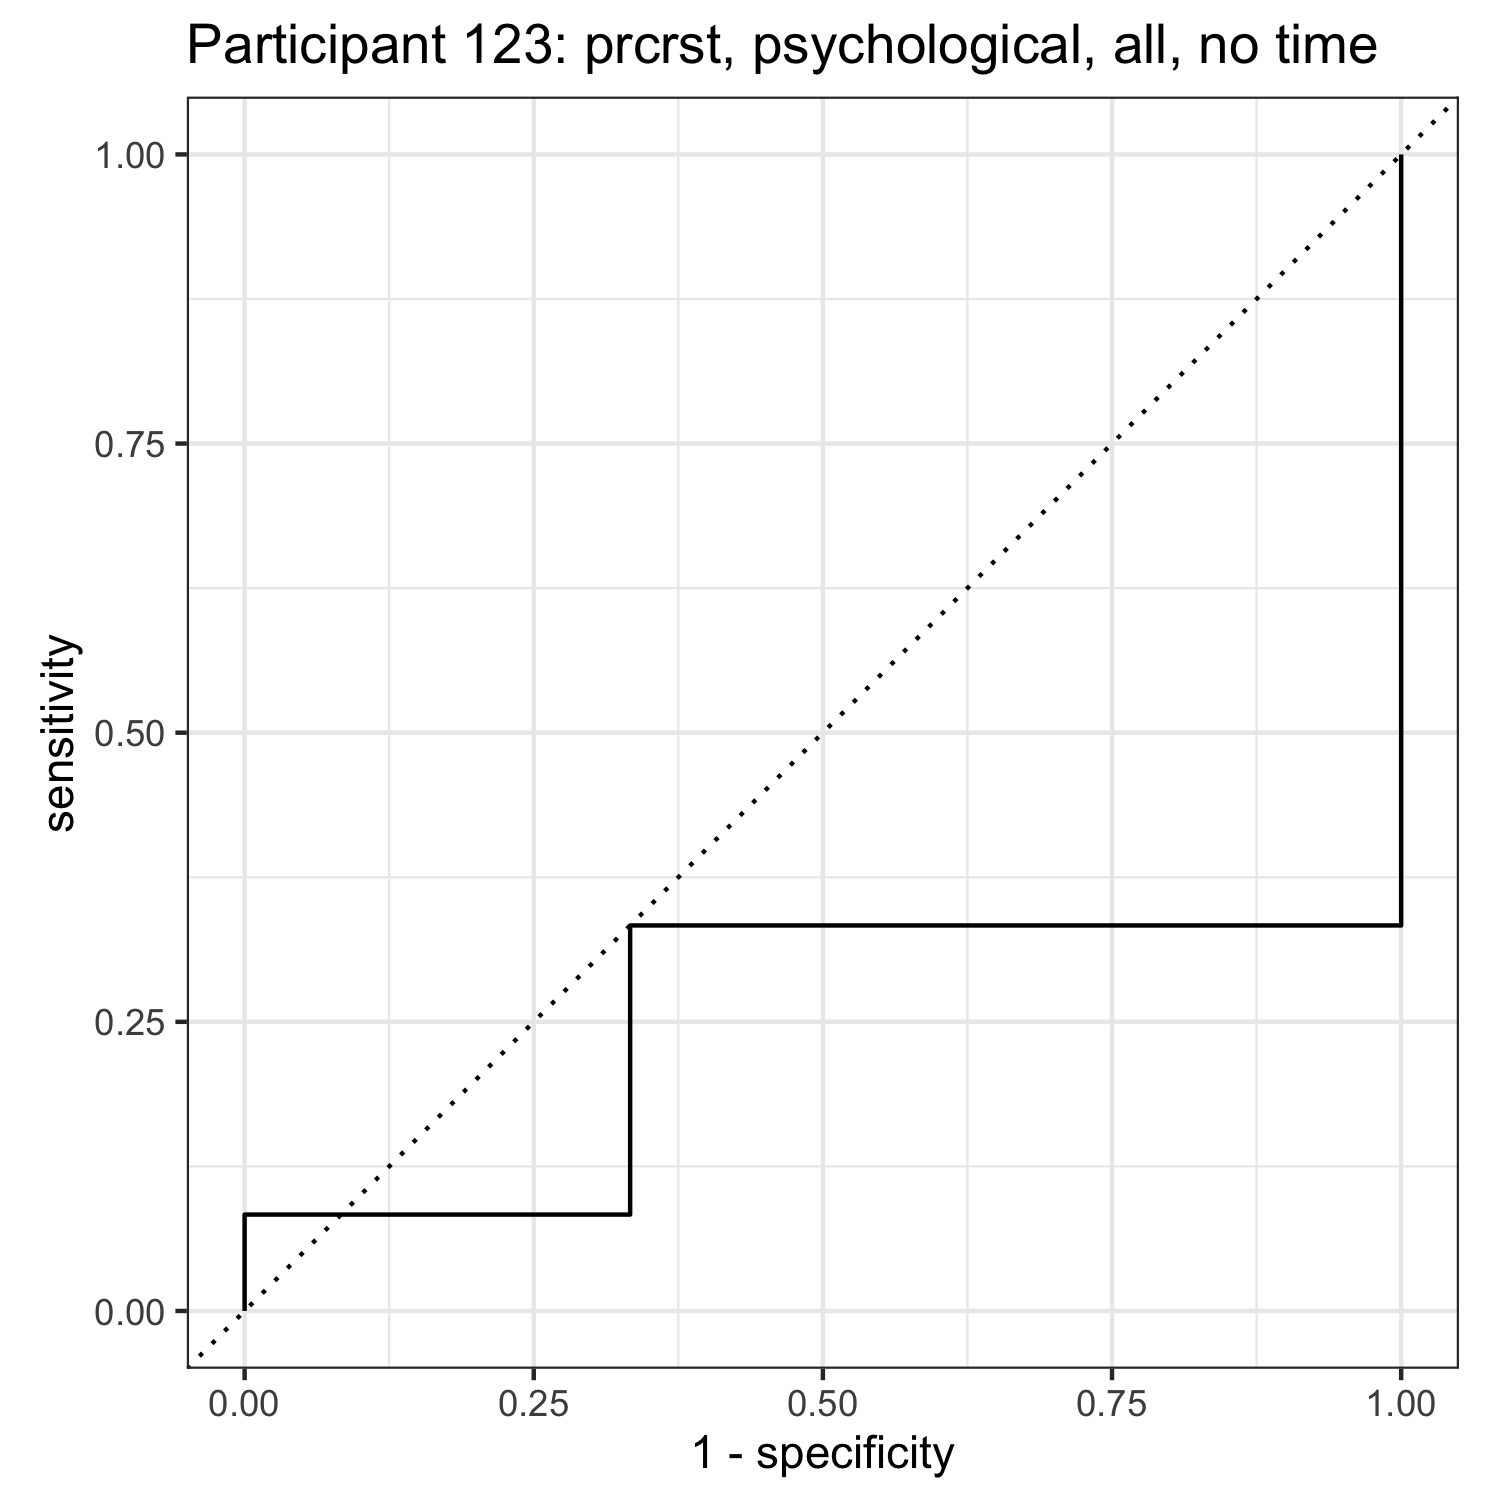 Participant 123: prcrst, psychological, all, no time
1.00
0.75
0.50
0.25
0.00
sensitivity
0.00 0.25 0.50 0.75 1.00
1 - specificity